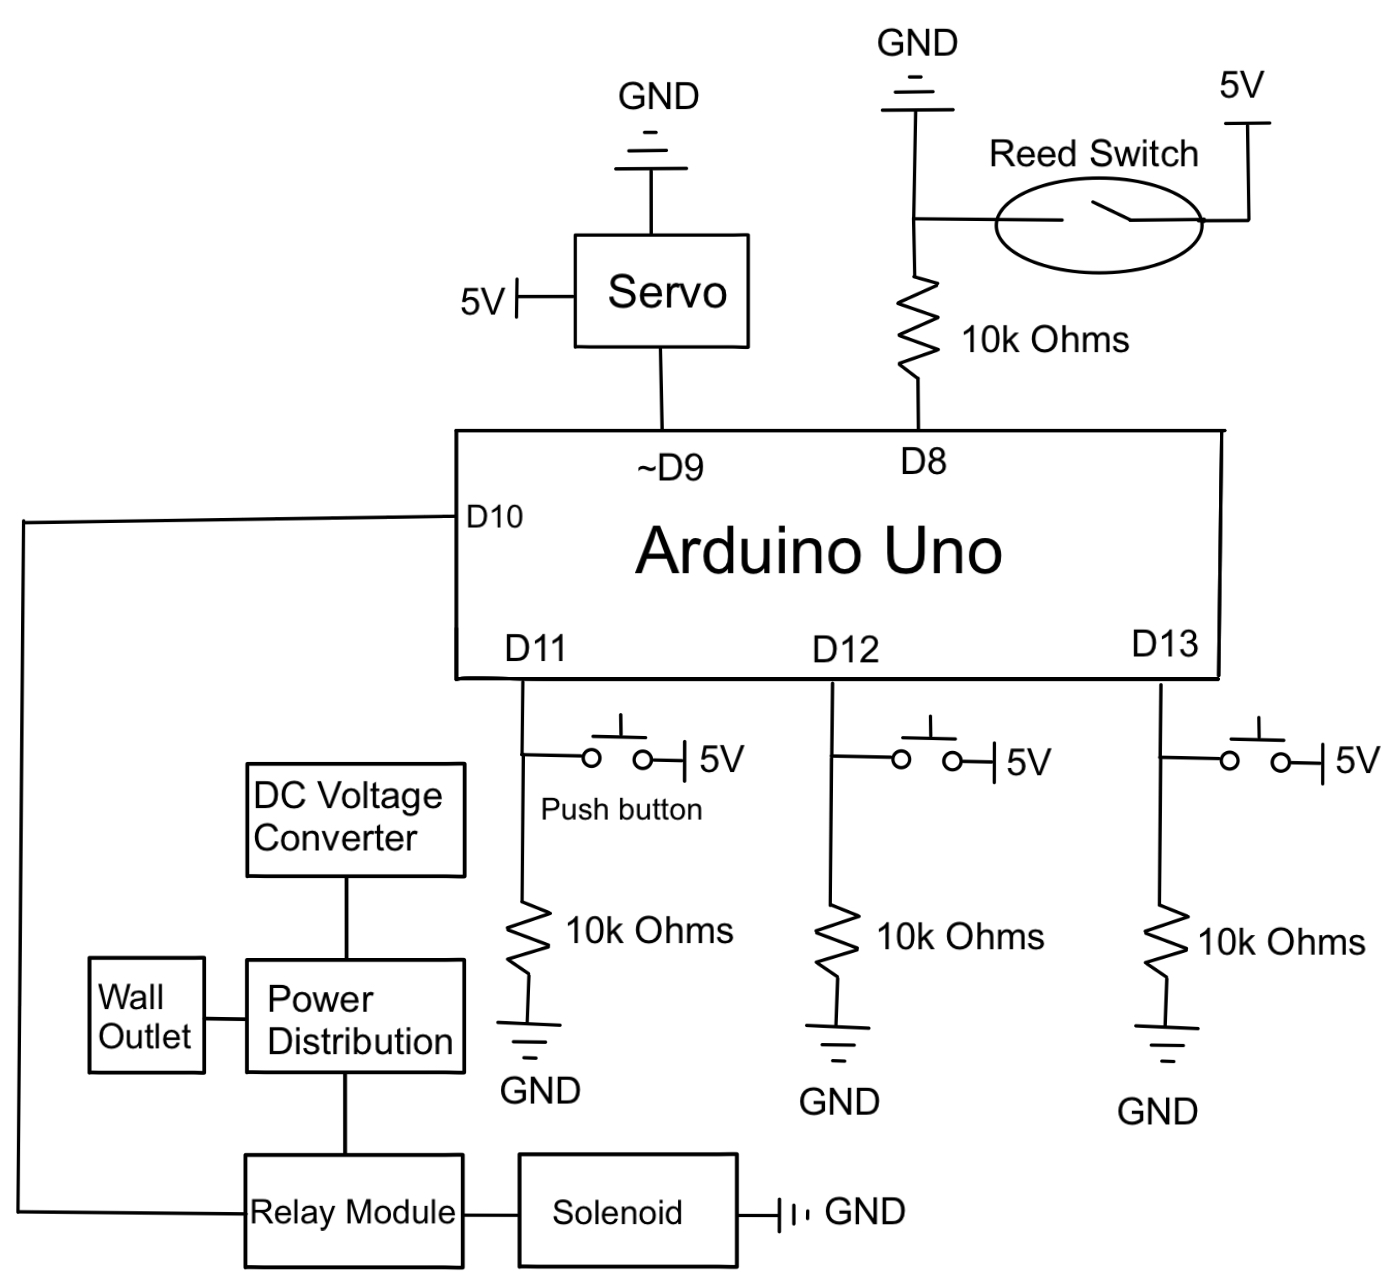 GND
5V
GND
Reed Switch
5V
Servo
10k Ohms
~D9
D8
D10
Arduino Uno
D11
D12
D13
5V
5V
5V
DC Voltage
Converter
Push button
10k Ohms
10k Ohms
10k Ohms
Wall
Outlet
Power
Distribution
GND
GND
GND
Relay Module
Solenoid
GND